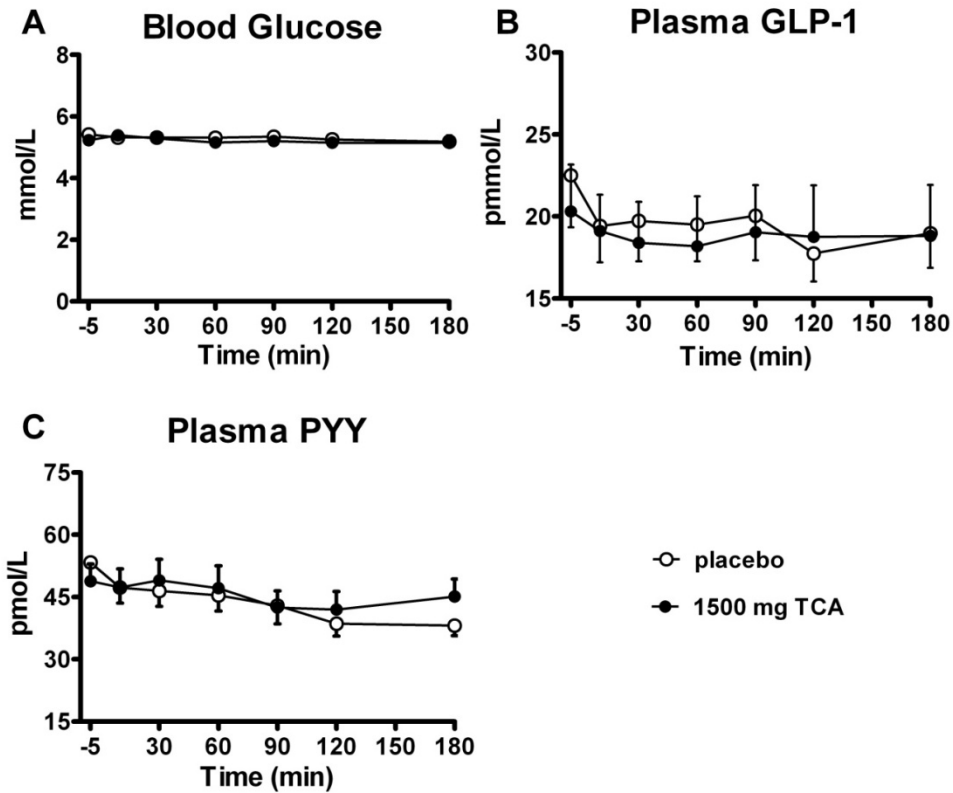 A
Blood Glucose
8
6
4
2
0
mmol/L
-5 30 60 90 120 180
Time (min)
B
Plasma GLP-1
30
25
20
15
pmmol/L
-5 30 60 90 120 150 180
Time (min)
C
Plasma PYY
75
60
45
30
15
pmol/L
-5 30 60 90 120 180
Time (min)
placebo
1500 mg TCA